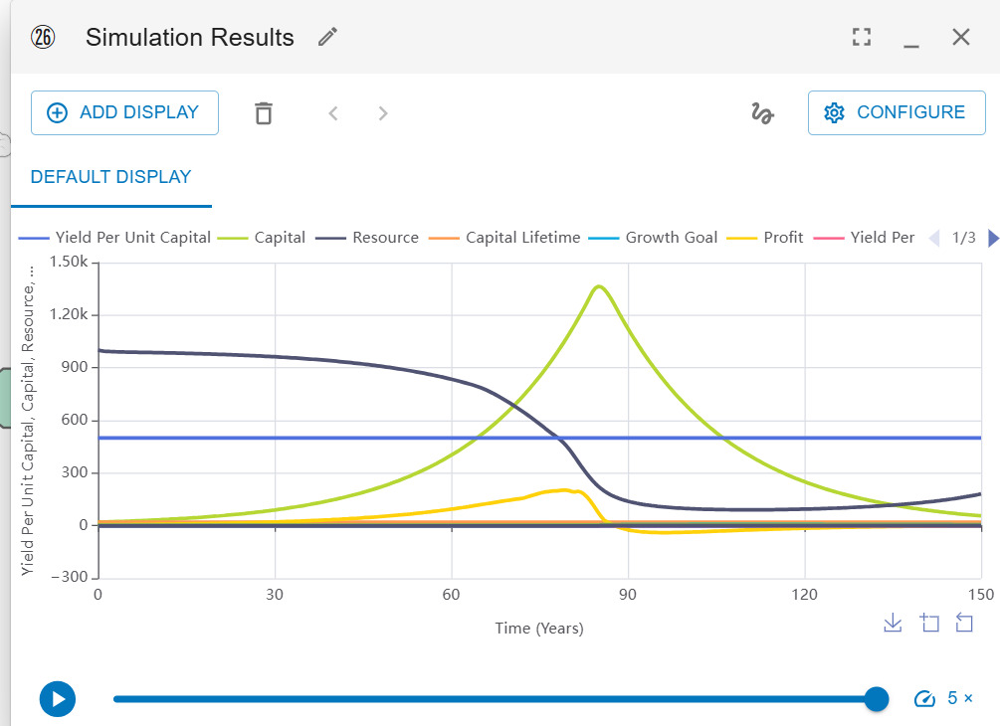 26 Simulation Results
ADD DISPLAY CONFIGURE
DEFAULT DISPLAY
Yield Per Unit Capital Capital Resource Capital Lifetime Growth Goal Profit Yield Per 1/3
Yield Per Unit Capital, Capital, Resource, ...
1.50k
1.20k
900
600
300
0
−300
0 30 60 90 120 150
Time (Years)
5 ×